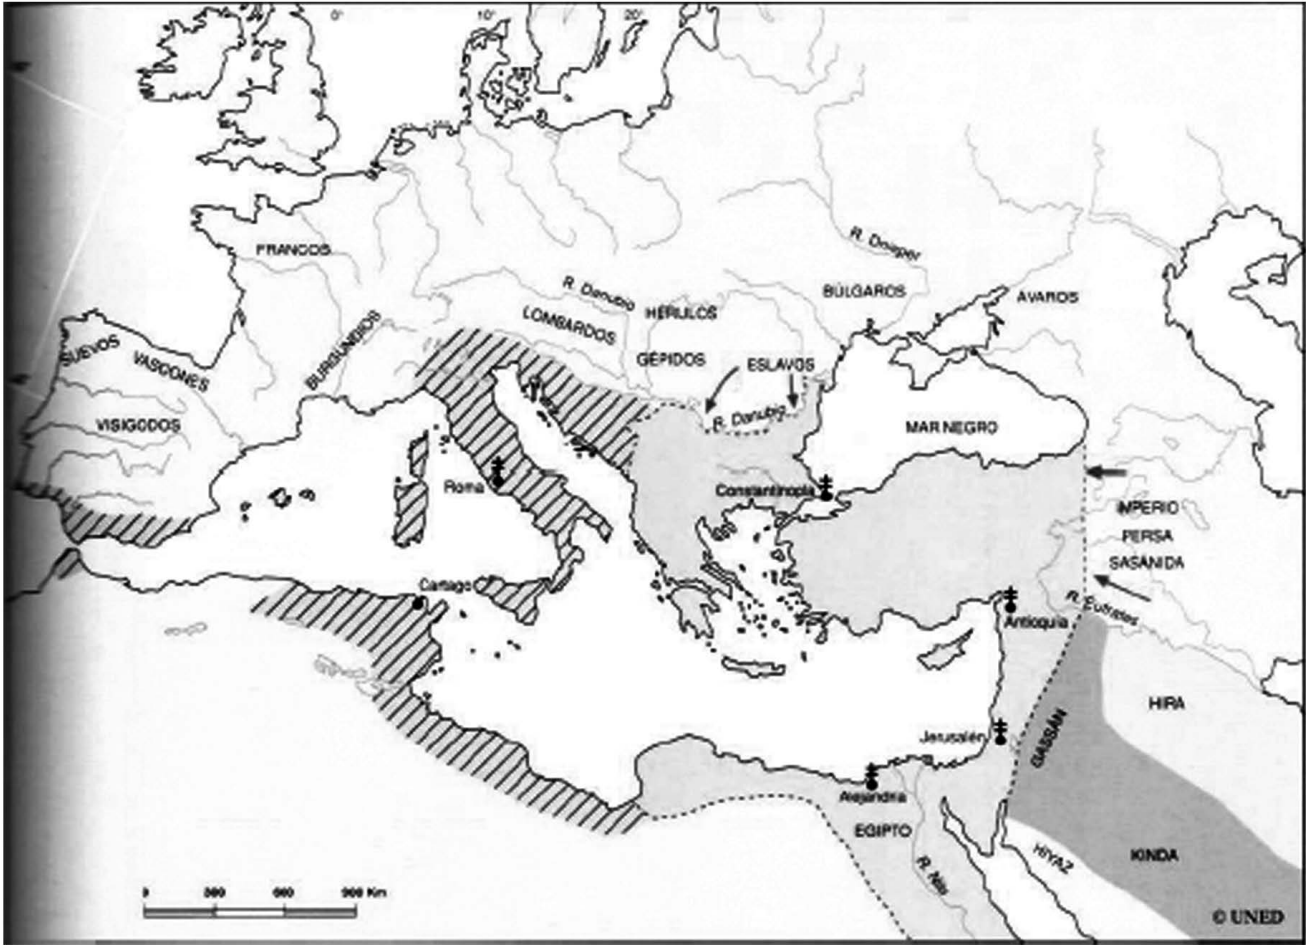 0°
10°
20°
FRANCOS
R. Dnieper
R. Danubio
HÉRULOS
BÚLGAROS
ÁVAROS
LOMBARDOS
BURGUNDIOS
SUEVOS
VASCONES
GÉPIDOS
ESLAVOS
R. Danubio
VISIGODOS
MAR NEGRO
Roma
Constantinopla
IMPERIO
PERSA
SASÁNIDA
Cartago
R. Eufrates
Antioquía
HIRA
GASSÁN
Jerusalén
Alejandría
EGIPTO
HIYAZ
KINDA
R. Nilo
0 300 600 900 Km
© UNED